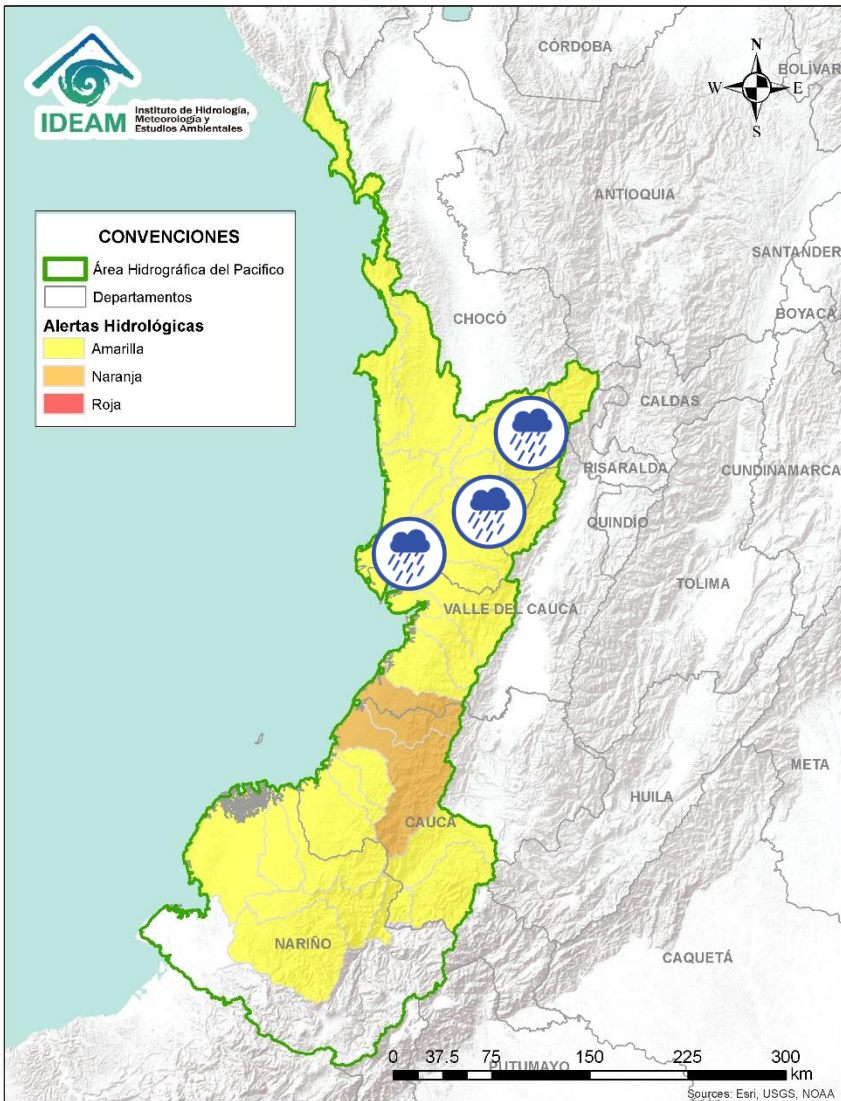 IDEAM
Instituto de Hidrología,
Meteorología y
Estudios Ambientales
CONVENCIONES
Área Hidrográfica del Pacifico
Departamentos
Alertas Hidrológicas
Amarilla
Naranja
Roja
N
W
E
S
CÓRDOBA
BOLÍVAR
ANTIOQUIA
SANTANDER
BOYACÁ
CHOCÓ
CALDAS
RISARALDA
CUNDINAMARCA
QUINDÍO
TOLIMA
VALLE DEL CAUCA
META
HUILA
CAUCA
NARIÑO
CAQUETÁ
PUTUMAYO
0 37.5 75 150 225 300
km
Sources: Esri, USGS, NOAA